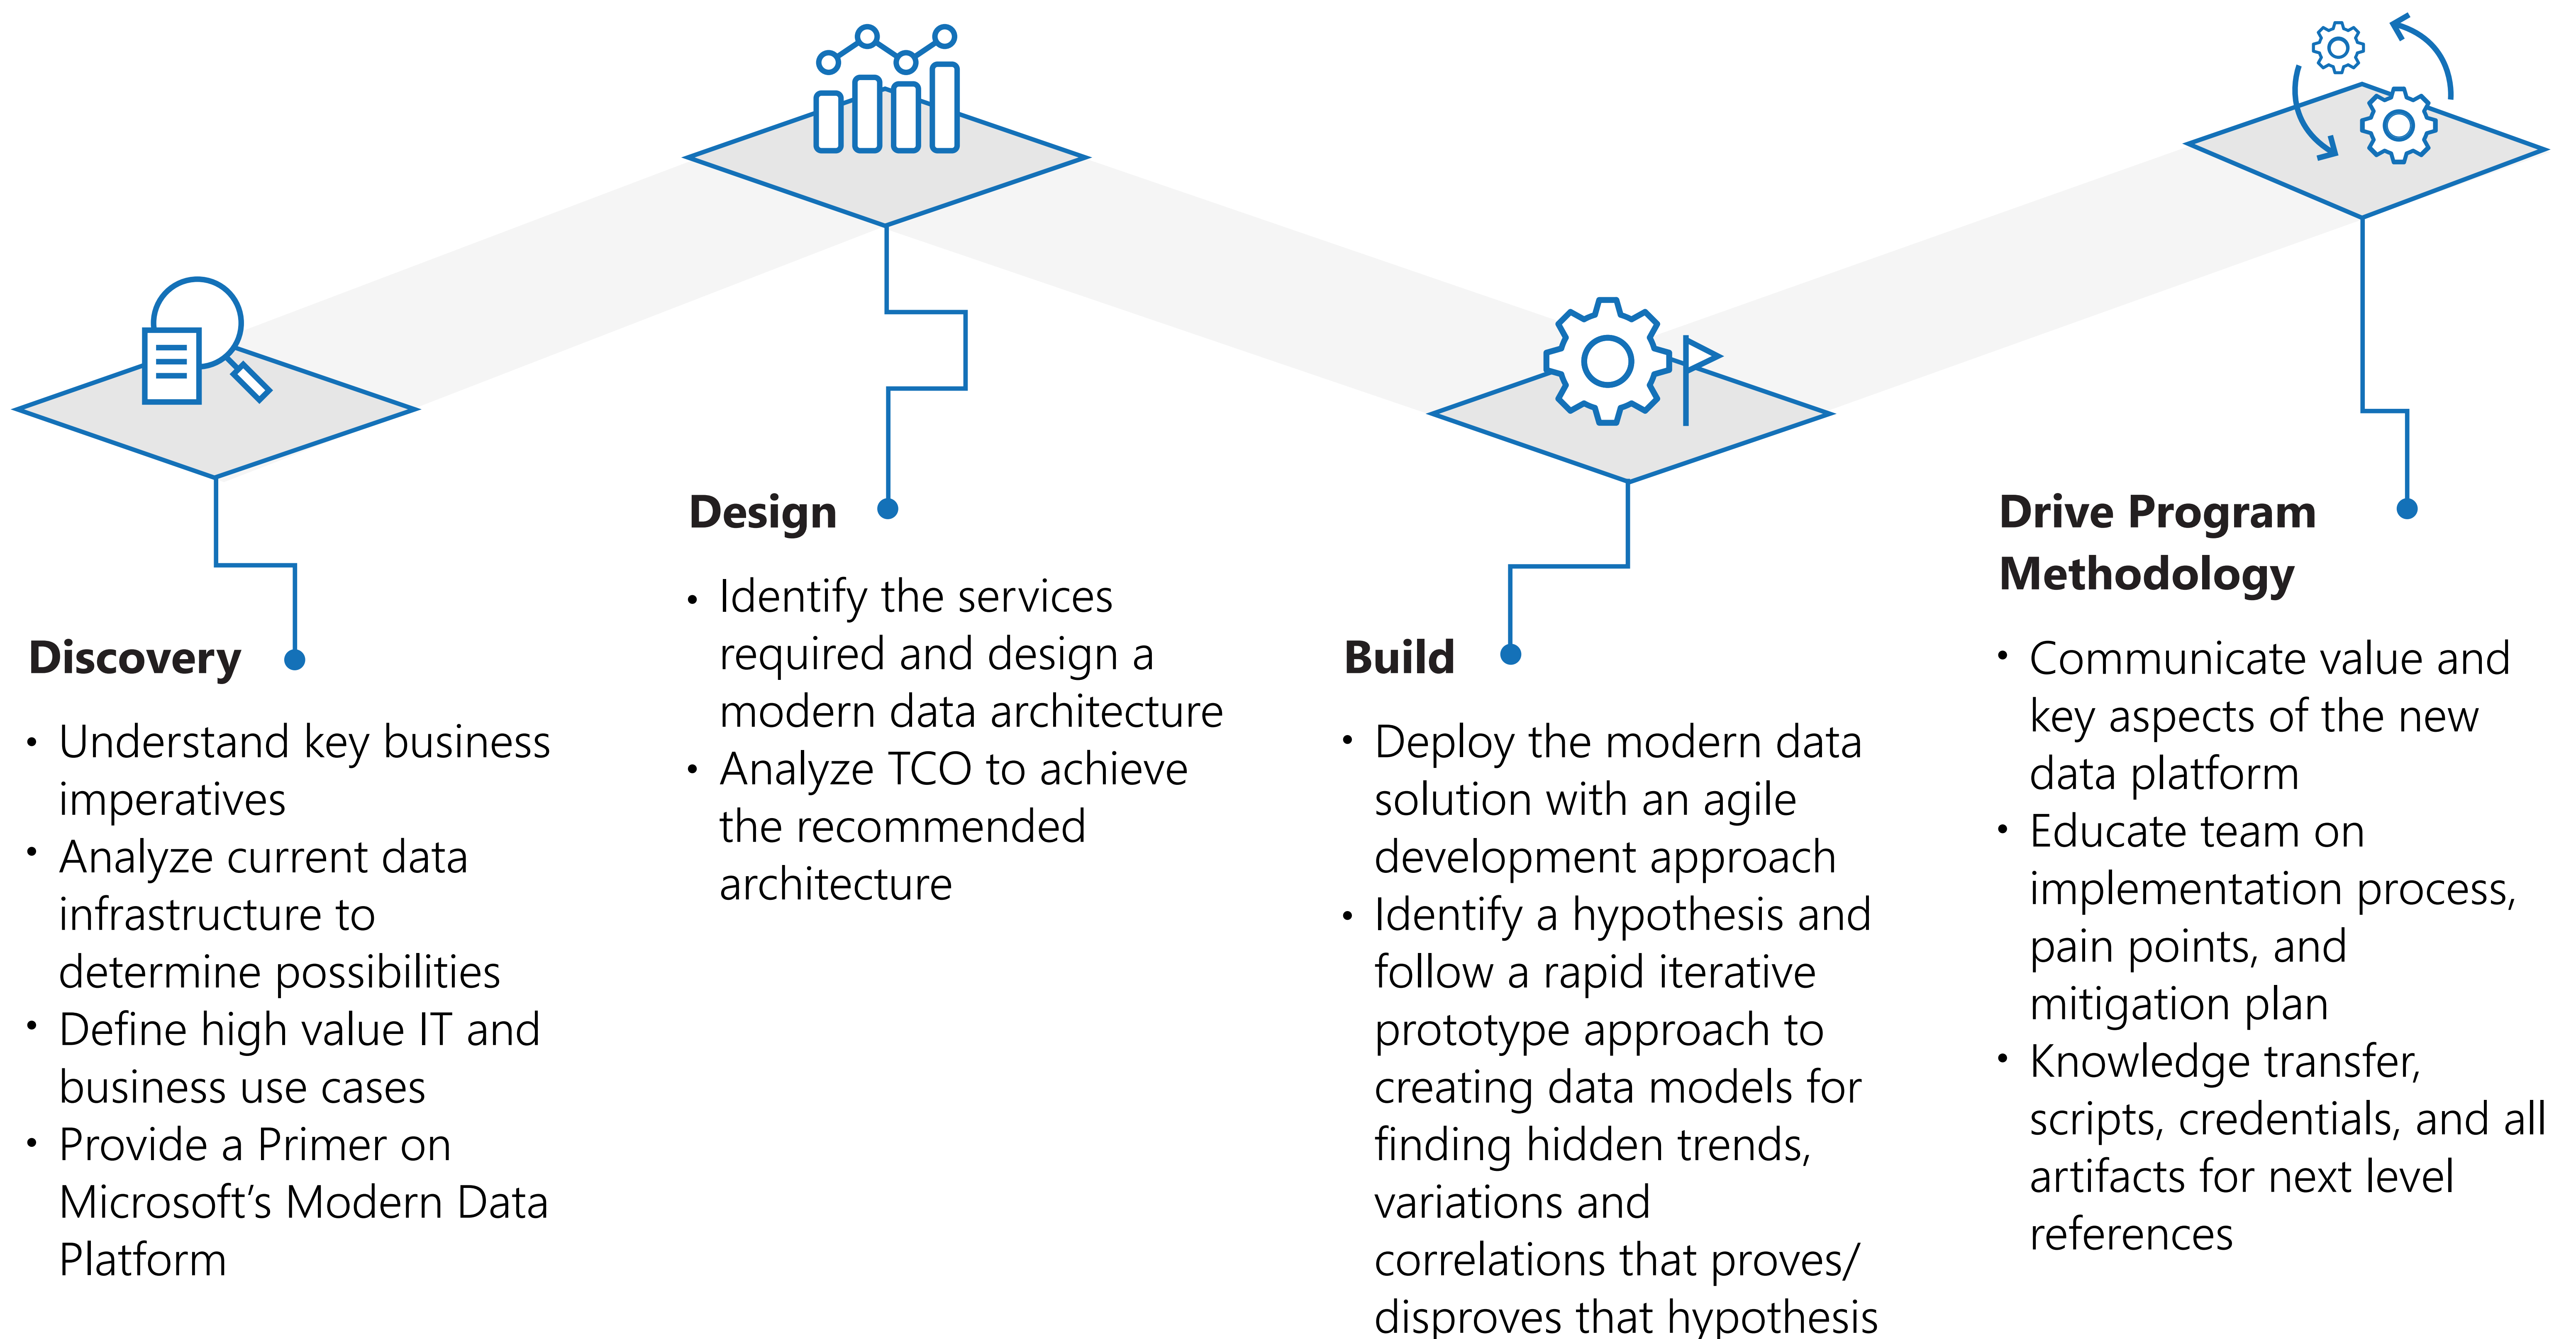 Discovery
• Understand key business
imperatives
• Analyze current data
infrastructure to
determine possibilities
• Define high value IT and
business use cases
• Provide a Primer on
Microsoft’s Modern Data
Platform
Design
• Identify the services
required and design a
modern data architecture
• Analyze TCO to achieve
the recommended
architecture
Build
• Deploy the modern data
solution with an agile
development approach
• Identify a hypothesis and
follow a rapid iterative
prototype approach to
creating data models for
finding hidden trends,
variations and
correlations that proves/
disproves that hypothesis
Drive Program
Methodology
• Communicate value and
key aspects of the new
data platform
• Educate team on
implementation process,
pain points, and
mitigation plan
• Knowledge transfer,
scripts, credentials, and all
artifacts for next level
references